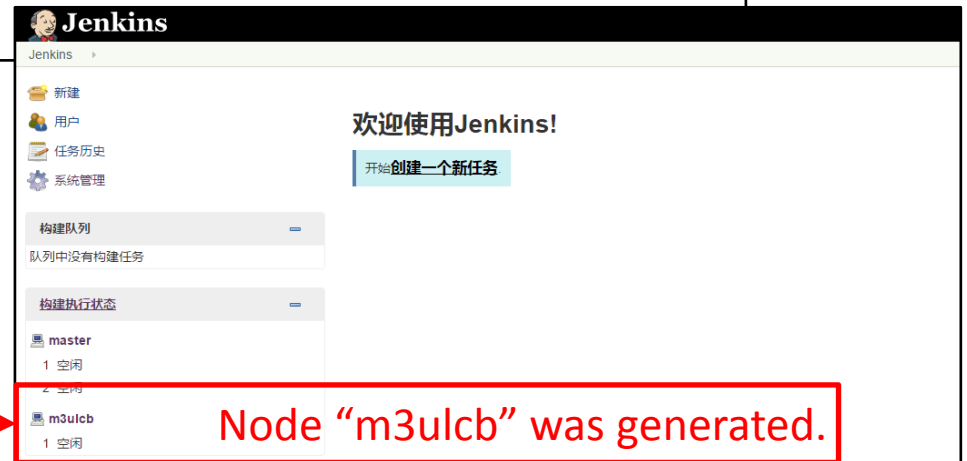 Jenkins
Jenkins
新建
用户
任务历史
系统管理
欢迎使用Jenkins!
开始创建一个新任务.
构建队列
队列中没有构建任务
构建执行状态
master
1 空闲
2 空闲
m3ulcb
1 空闲
Node “m3ulcb” was generated.